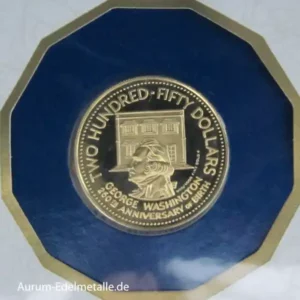 TWO HUNDRED-FIFTY DOLLARS
GEORGE WASHINGTON
250th ANNIVERSARY OF BIRTH
Aurum-Edelmetalle.de